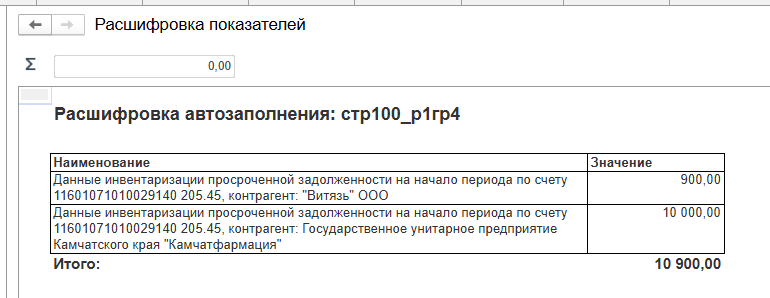 Расшифровка показателей
Σ
0,00
Расшифровка автозаполнения: стр100_р1гр4
Наименование Значение
Данные инвентаризации просроченной задолженности на начало периода по счету 900,00
11601071010029140 205.45, контрагент: "Витязь" ООО
Данные инвентаризации просроченной задолженности на начало периода по счету 10 000,00
11601071010029140 205.45, контрагент: Государственное унитарное предприятие
Камчатского края "Камчатфармация"
Итого: 10 900,00